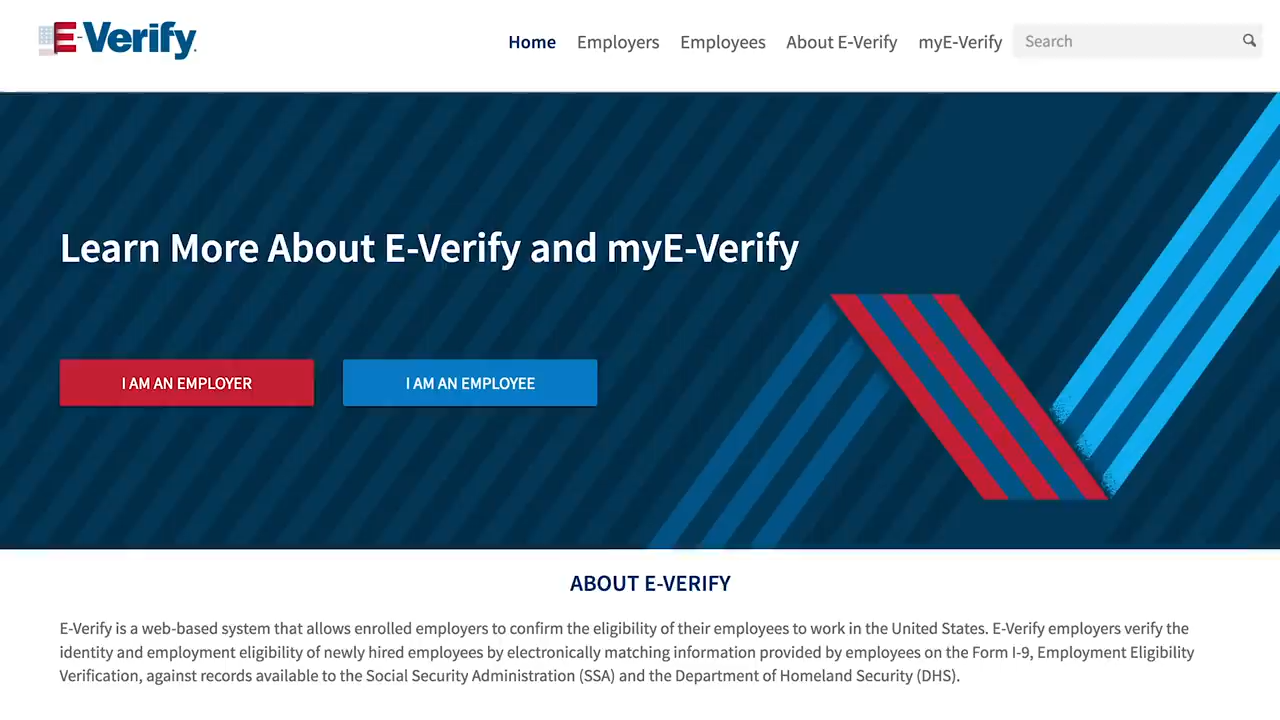 E-Verify
Home Employers Employees About E-Verify myE-Verify Search
Learn More About E-Verify and myE-Verify
I AM AN EMPLOYER I AM AN EMPLOYEE
ABOUT E-VERIFY
E-Verify is a web-based system that allows enrolled employers to confirm the eligibility of their employees to work in the United States. E-Verify employers verify the
identity and employment eligibility of newly hired employees by electronically matching information provided by employees on the Form I-9, Employment Eligibility
Verification, against records available to the Social Security Administration (SSA) and the Department of Homeland Security (DHS).